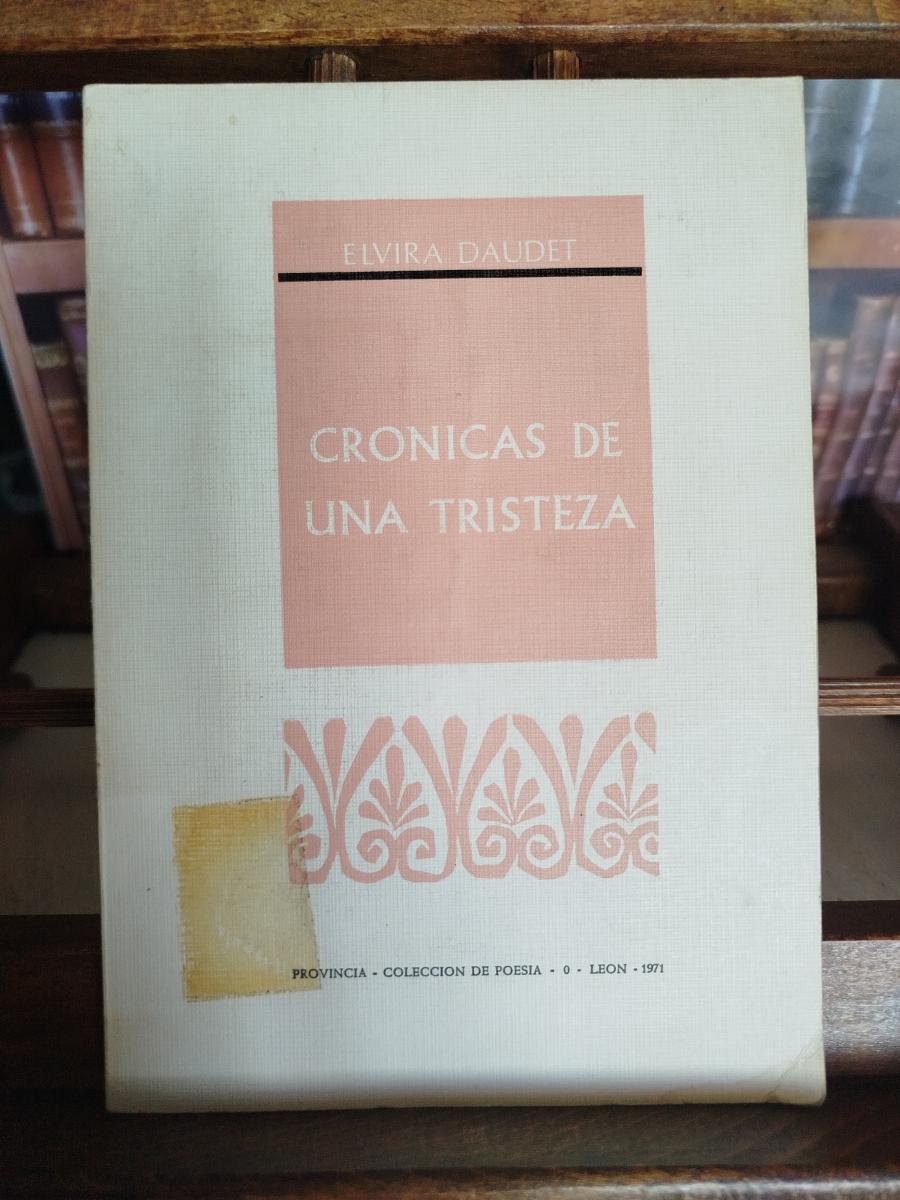 ELVIRA DAUDET
CRONICAS DE
UNA TRISTEZA
PROVINCIA - COLECCION DE POESIA - 0 - LEON - 1971